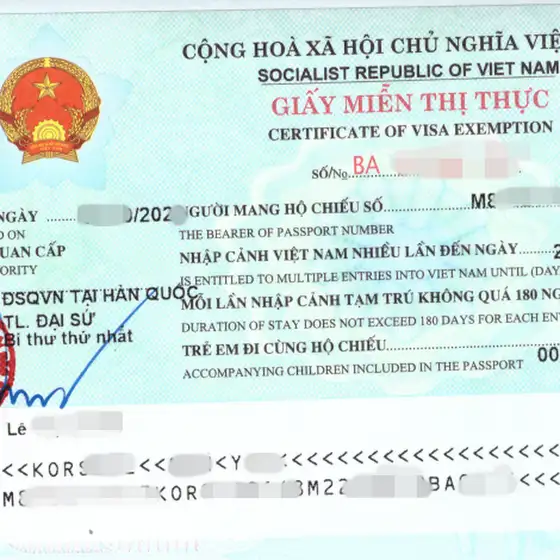 CỘNG HOÀ XÃ HỘI CHỦ NGHĨA VIỆ
SOCIALIST REPUBLIC OF VIET NAM
GIẤY MIỄN THỊ THỰC
CERTIFICATE OF VISA EXEMPTION
SỐ/No. BA
NGÀY ......0/202
D ON
UAN CẤP
ORITY
GƯỜI MANG HỘ CHIẾU SỐ M8
THE BEARER OF PASSPORT NUMBER
NHẬP CẢNH VIỆT NAM NHIỀU LẦN ĐẾN NGÀY 2
IS ENTITLED TO MULTIPLE ENTRIES INTO VIET NAM UNTIL (DAY
ĐSQVN TẠI HÀN QUỐC
TL. ĐẠI SỨ
Bí thư thứ nhất
MỖI LẦN NHẬP CẢNH TẠM TRÚ KHÔNG QUÁ 180 NG
DURATION OF STAY DOES NOT EXCEED 180 DAYS FOR EACH EN
TRẺ EM ĐI CÙNG HỘ CHIẾU 00
ACCOMPANYING CHILDREN INCLUDED IN THE PASSPORT
Lê
<<KORS <<  <Y <<<<<<<<<<<<<<<<<<
M8 KOR 3M22 BA <<<